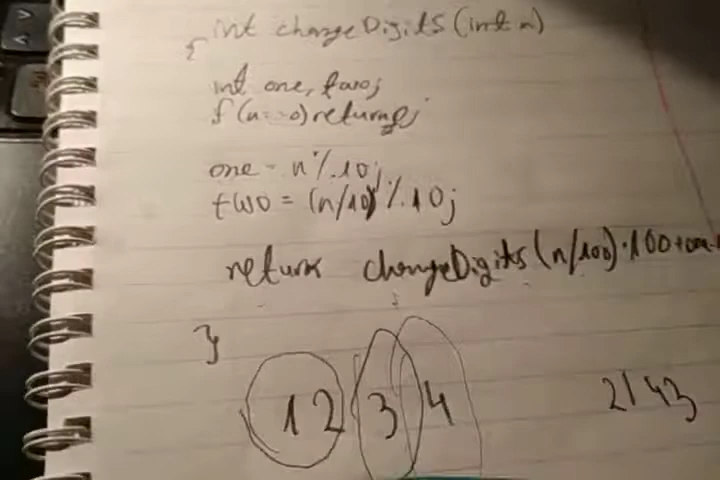 int changeDigits(int n)
{
int one, two;
if(n==0) return 0;
one = n%10;
two = (n/10)%10;
return changeDigits(n/100)·100+one·
}
1 2 3 4 2143